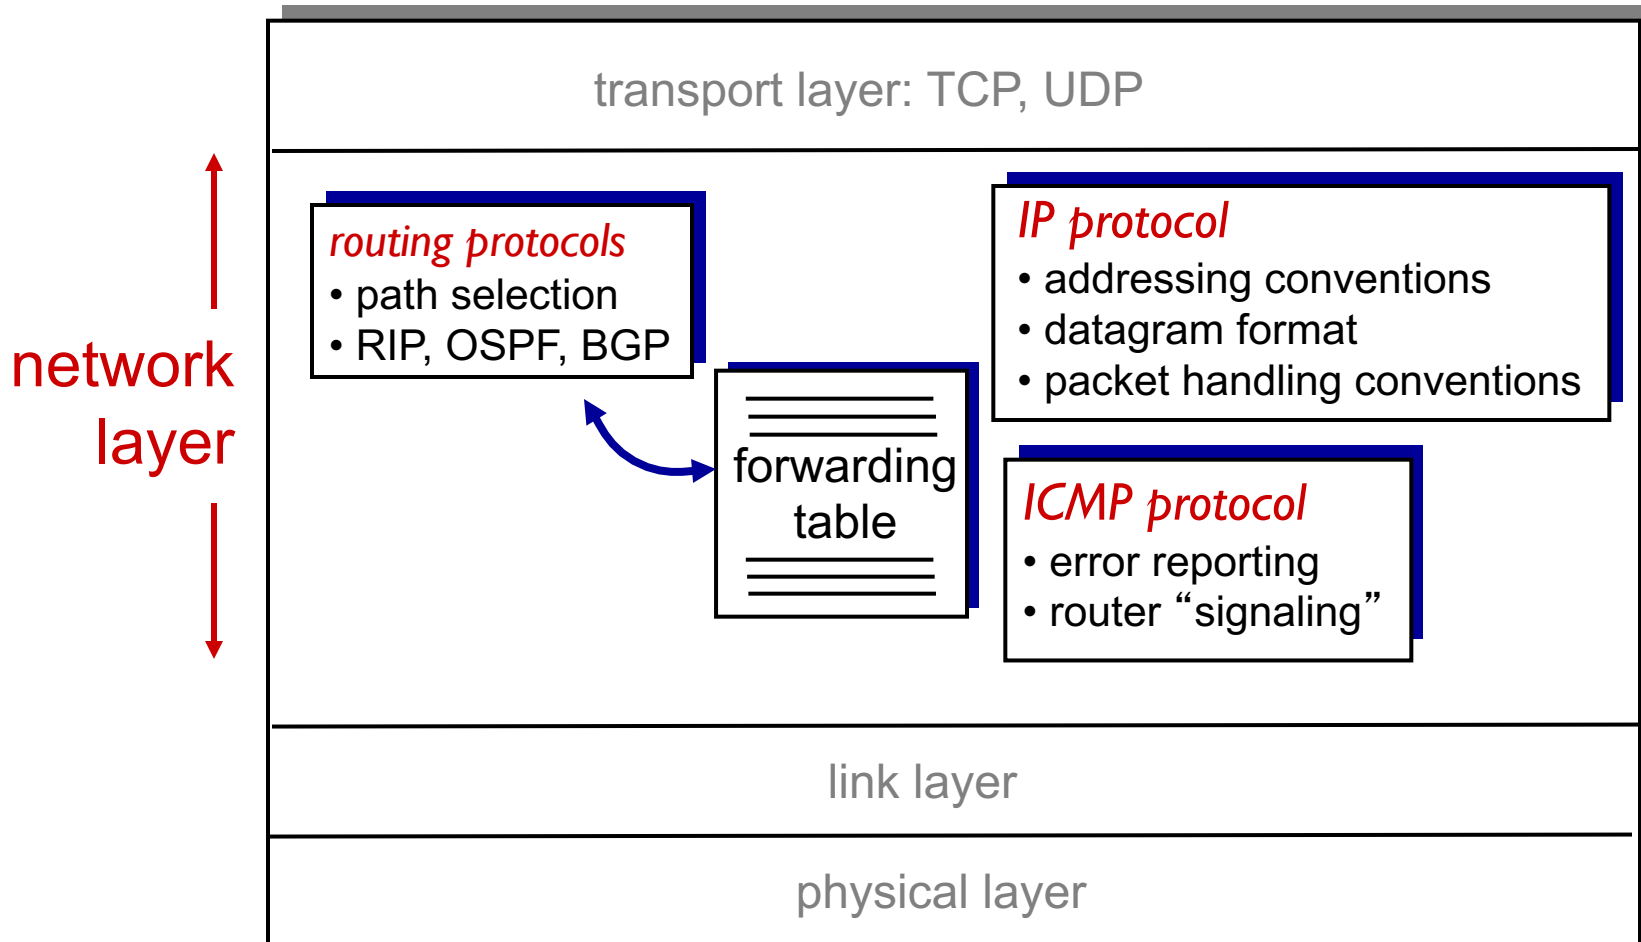 transport layer: TCP, UDP
network
layer
routing protocols
• path selection
• RIP, OSPF, BGP
forwarding
table
IP protocol
• addressing conventions
• datagram format
• packet handling conventions
ICMP protocol
• error reporting
• router “signaling”
link layer
physical layer